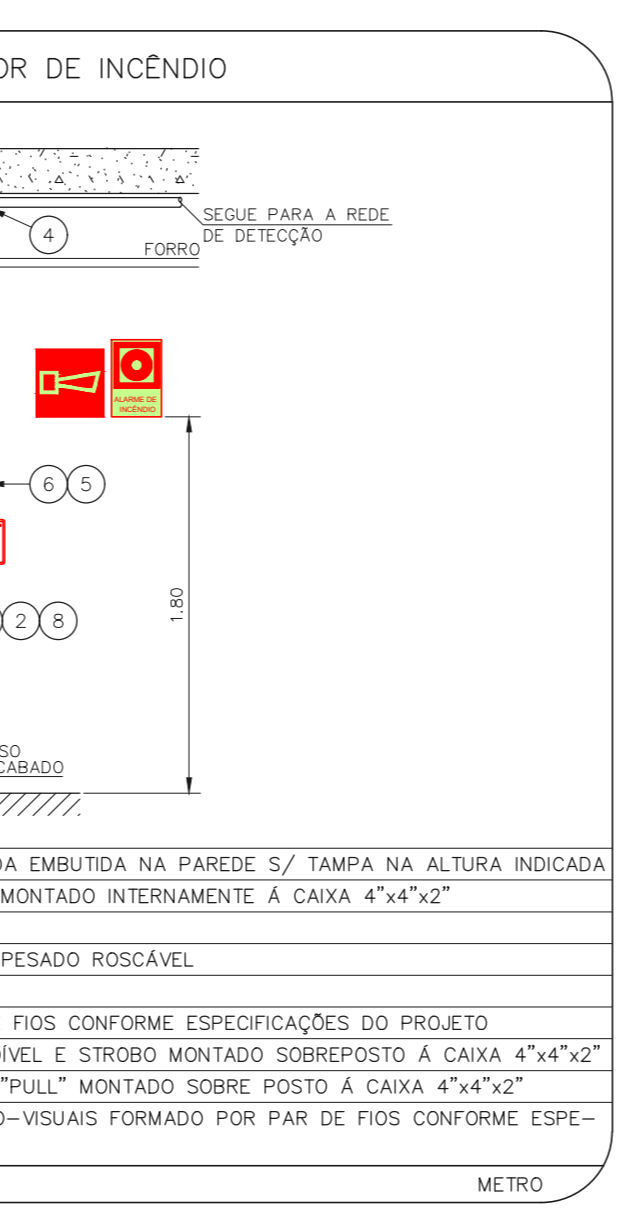 OR DE INCÊNDIO
SEGUE PARA A REDE
DE DETECÇÃO
4
FORRO
ALARME DE
INCÊNDIO
6 5
2 8
1.80
SO
CABADO
DA EMBUTIDA NA PAREDE S/ TAMPA NA ALTURA INDICADA
MONTADO INTERNAMENTE Á CAIXA 4"x4"x2"
PESADO ROSCÁVEL
E FIOS CONFORME ESPECIFICAÇÕES DO PROJETO
ÍVEL E STROBO MONTADO SOBREPOSTO Á CAIXA 4"x4"x2"
"PULL" MONTADO SOBRE POSTO Á CAIXA 4"x4"x2"
O-VISUAIS FORMADO POR PAR DE FIOS CONFORME ESPE-
METRO